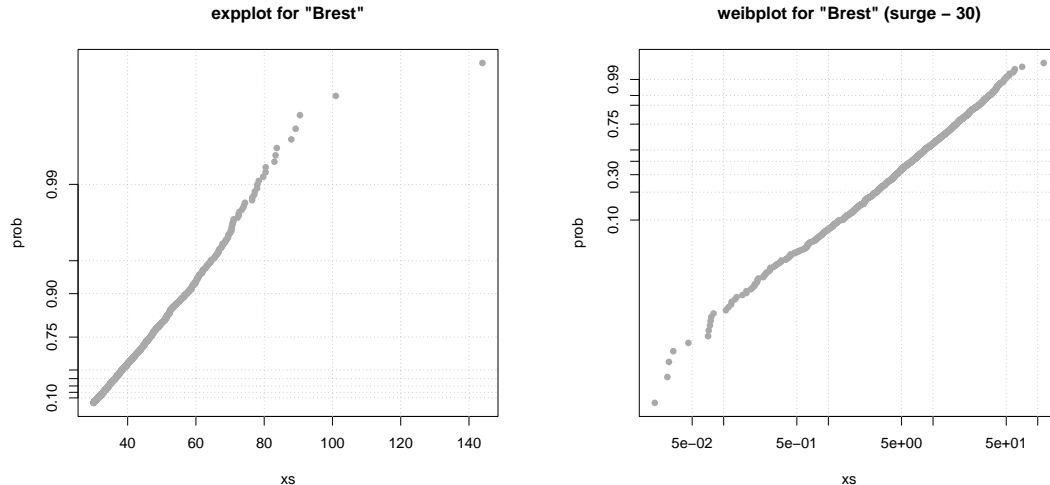 expplot for "Brest"
prob
0.99
0.90
0.75
0.10
40 60 80 100 120 140
xs
weibplot for "Brest" (surge − 30)
prob
0.99
0.75
0.30
0.10
5e−02 5e−01 5e+00 5e+01
xs